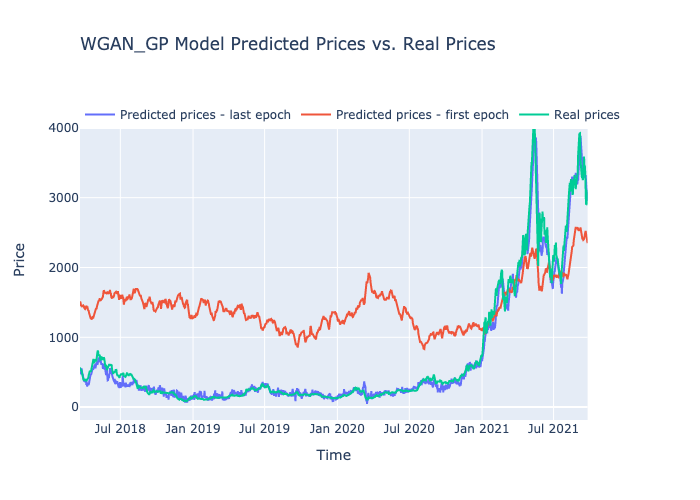 WGAN_GP Model Predicted Prices vs. Real Prices
Predicted prices - last epoch Predicted prices - first epoch Real prices
4000
3000
2000
1000
0
Price
Jul 2018 Jan 2019 Jul 2019 Jan 2020 Jul 2020 Jan 2021 Jul 2021
Time